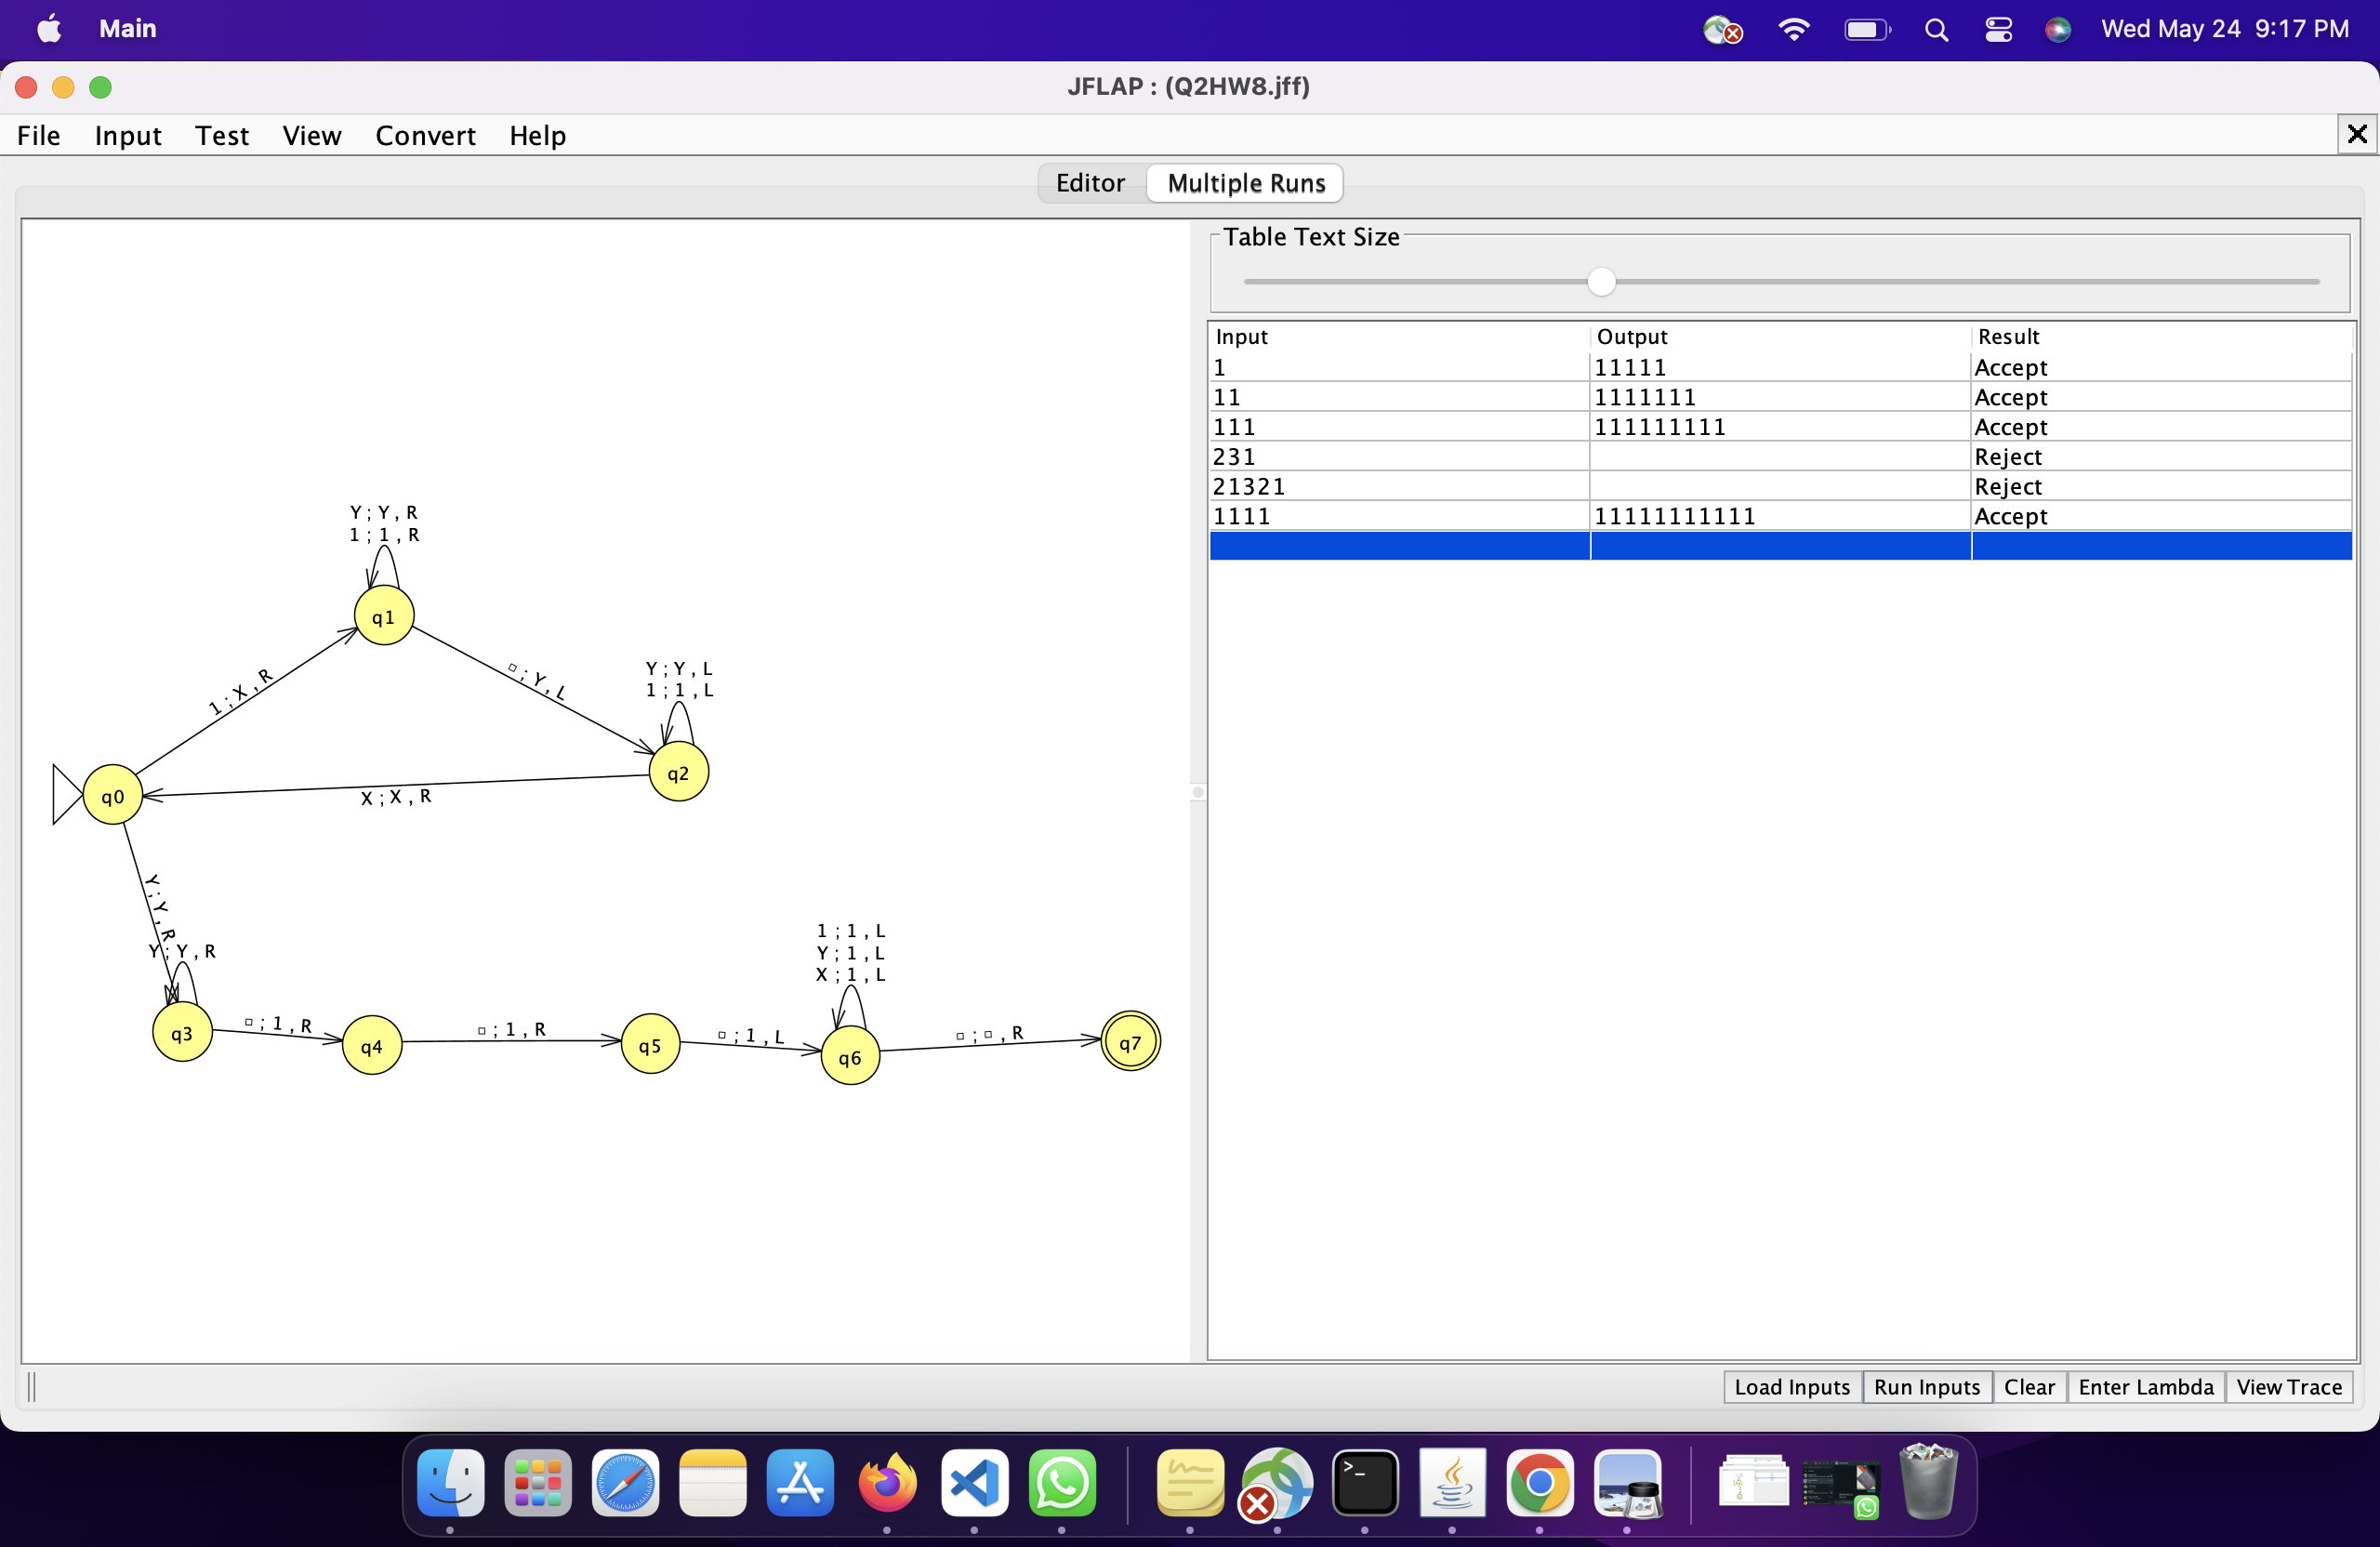 Main
Wed May 24 9:17 PM
JFLAP : (Q2HW8.jff)
File Input Test View Convert Help
Editor Multiple Runs
Y ; Y , R
1 ; 1 , R
q1
1 ; X , R
□ ; Y , L
Y ; Y , L
1 ; 1 , L
q2
q0
X ; X , R
Y ; Y , R
Y ; Y , R
q3
□ ; 1 , R
q4
□ ; 1 , R
q5
□ ; 1 , L
1 ; 1 , L
Y ; 1 , L
X ; 1 , L
q6
□ ; □ , R
q7
Table Text Size
Input Output Result
1 11111 Accept
11 1111111 Accept
111 111111111 Accept
231 Reject
21321 Reject
1111 11111111111 Accept
Load Inputs Run Inputs Clear Enter Lambda View Trace
>_